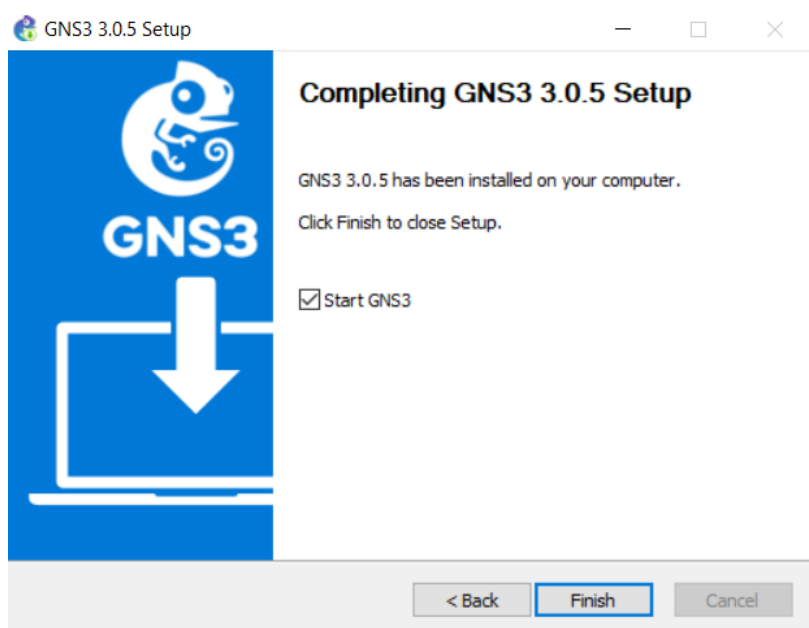 GNS3 3.0.5 Setup
GNS3
Completing GNS3 3.0.5 Setup
GNS3 3.0.5 has been installed on your computer.
Click Finish to close Setup.
Start GNS3
< Back
Finish
Cancel